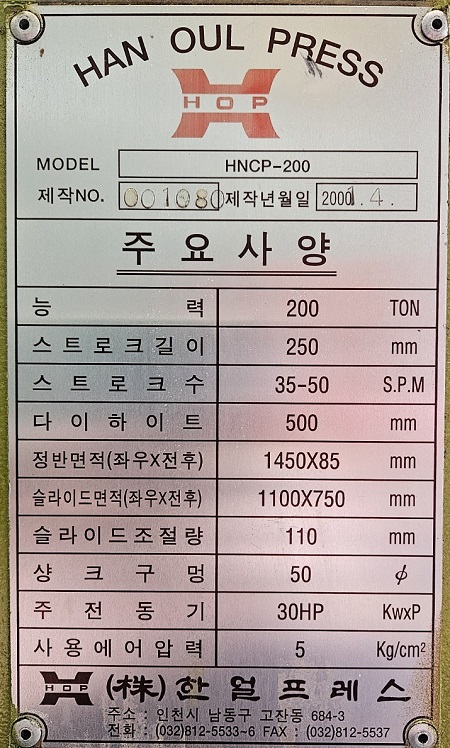 HAN OUL PRESS
HOP
MODEL HNCP-200
제작NO. 001080 제작년월일 2000.4.
주요사양
능력 200 TON
스트로크길이 250 mm
스트로크수 35-50 S.P.M
다이하이트 500 mm
정반면적(좌우X전후) 1450X85 mm
슬라이드면적(좌우X전후) 1100X750 mm
슬라이드조절량 110 mm
샹크구멍 50 ϕ
주전동기 30HP KwxP
사용에어압력 5 Kg/cm²
HOP (株) 한얼프레스
주소 : 인천시 남동구 고잔동 684-3
전화 : (032)812-5533~6 FAX : (032)812-5537